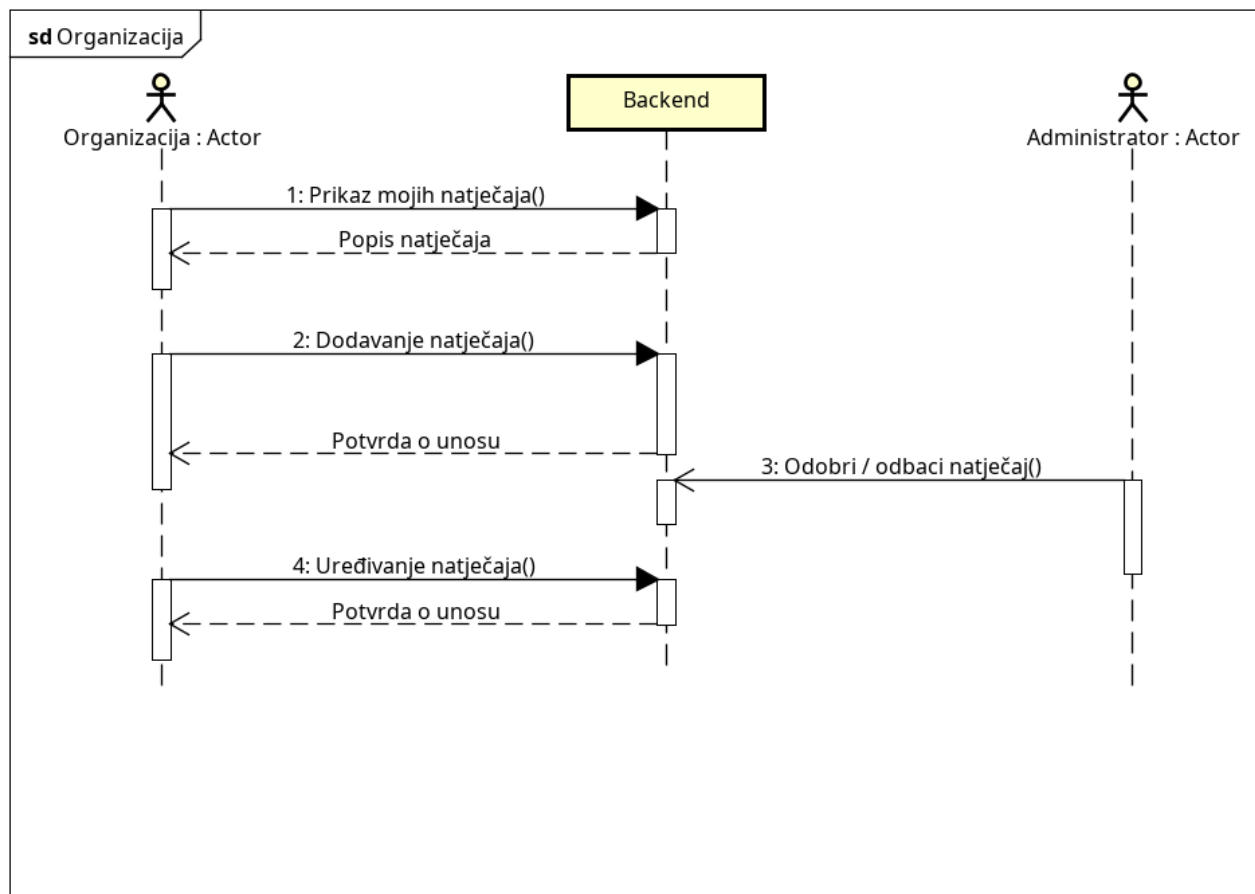 sd Organizacija
Organizacija : Actor
Backend
Administrator : Actor
1: Prikaz mojih natječaja()
Popis natječaja
2: Dodavanje natječaja()
Potvrda o unosu
3: Odobri / odbaci natječaj()
4: Uređivanje natječaja()
Potvrda o unosu